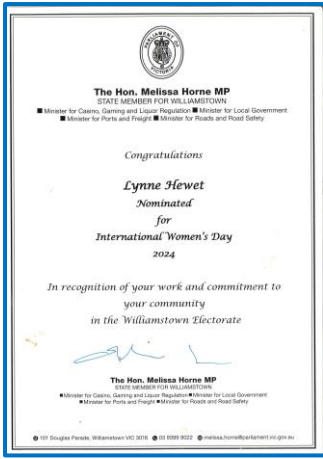 PARLIAMENT OF
VICTORIA
The Hon. Melissa Horne MP
STATE MEMBER FOR WILLIAMSTOWN
■ Minister for Casino, Gaming and Liquor Regulation ■ Minister for Local Government
■ Minister for Ports and Freight ■ Minister for Roads and Road Safety
Congratulations
Lynne Hewet
Nominated
for
International Women's Day
2024
In recognition of your work and commitment to
your community
in the Williamstown Electorate
The Hon. Melissa Horne MP
STATE MEMBER FOR WILLIAMSTOWN
■ Minister for Casino, Gaming and Liquor Regulation ■ Minister for Local Government
■ Minister for Ports and Freight ■ Minister for Roads and Road Safety
Douglas Parade, Williamstown VIC 3016 03 9399 9022 melissa.horne@parliament.vic.gov.au